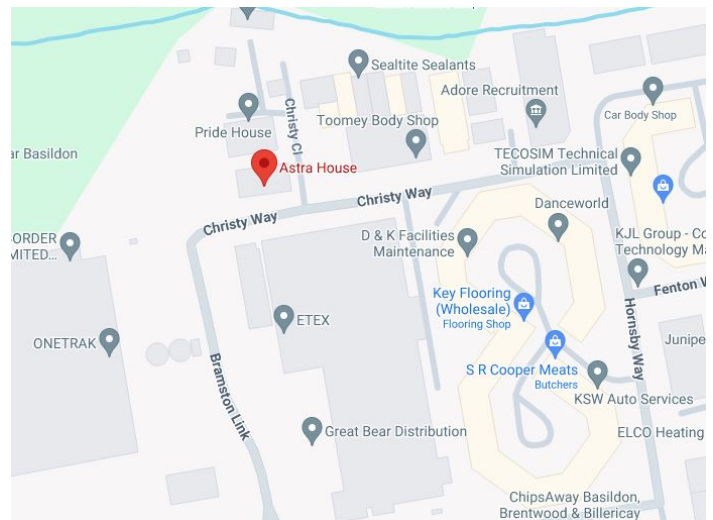 Sealtite Sealants
Adore Recruitment
Car Body Shop
Christy Cl
Pride House
Toomey Body Shop
ar Basildon
Astra House
TECOSIM Technical
Simulation Limited
Christy Way
Christy Way
Danceworld
D & K Facilities
Maintenance
KJL Group - Co
Technology Ma
BORDER
MITED...
Key Flooring
(Wholesale)
Flooring Shop
Fenton W
Hornsby Way
ETEX
ONETRAK
Junipe
S R Cooper Meats
Butchers
Bramston Link
KSW Auto Services
Great Bear Distribution
ELCO Heating
ChipsAway Basildon,
Brentwood & Billericay